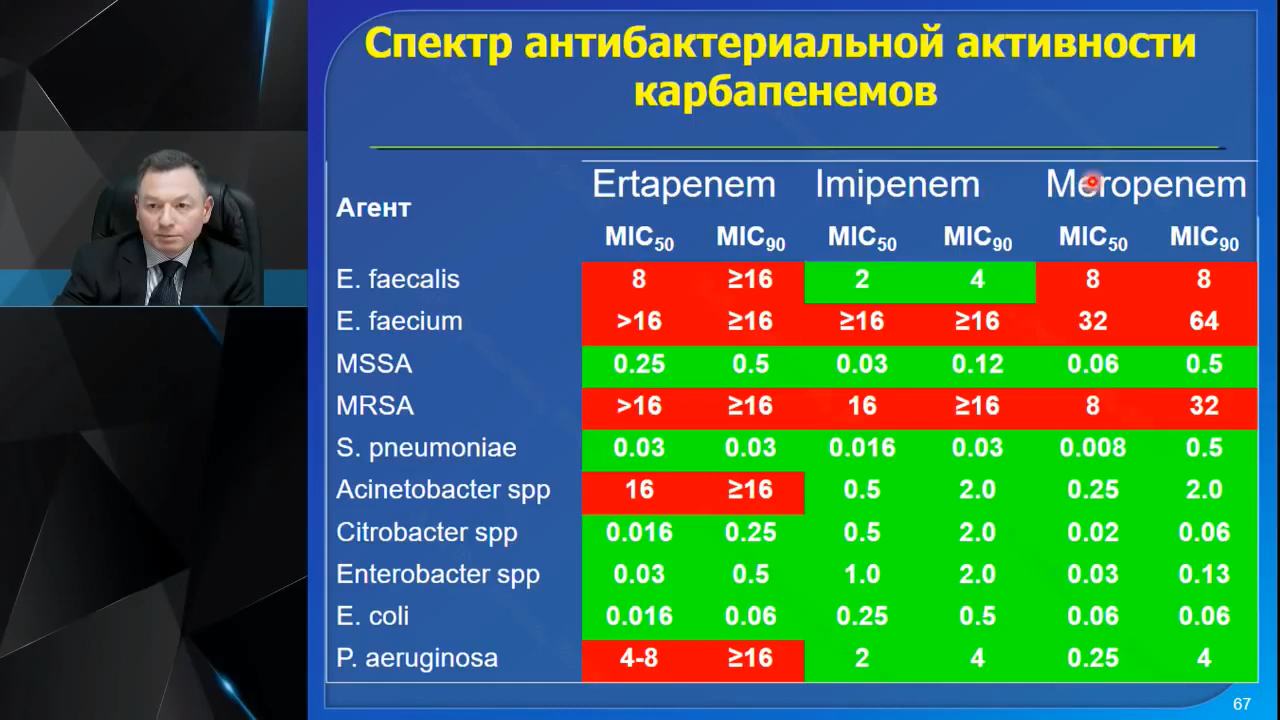 Спектр антибактериальной активности
карбапенемов
Агент Ertapenem Imipenem Meropenem
MIC50 MIC90 MIC50 MIC90 MIC50 MIC90
E. faecalis 8 ≥16 2 4 8 8
E. faecium >16 ≥16 ≥16 ≥16 32 64
MSSA 0.25 0.5 0.03 0.12 0.06 0.5
MRSA >16 ≥16 16 ≥16 8 32
S. pneumoniae 0.03 0.03 0.016 0.03 0.008 0.5
Acinetobacter spp 16 ≥16 0.5 2.0 0.25 2.0
Citrobacter spp 0.016 0.25 0.5 2.0 0.02 0.06
Enterobacter spp 0.03 0.5 1.0 2.0 0.03 0.13
E. coli 0.016 0.06 0.25 0.5 0.06 0.06
P. aeruginosa 4-8 ≥16 2 4 0.25 4
67